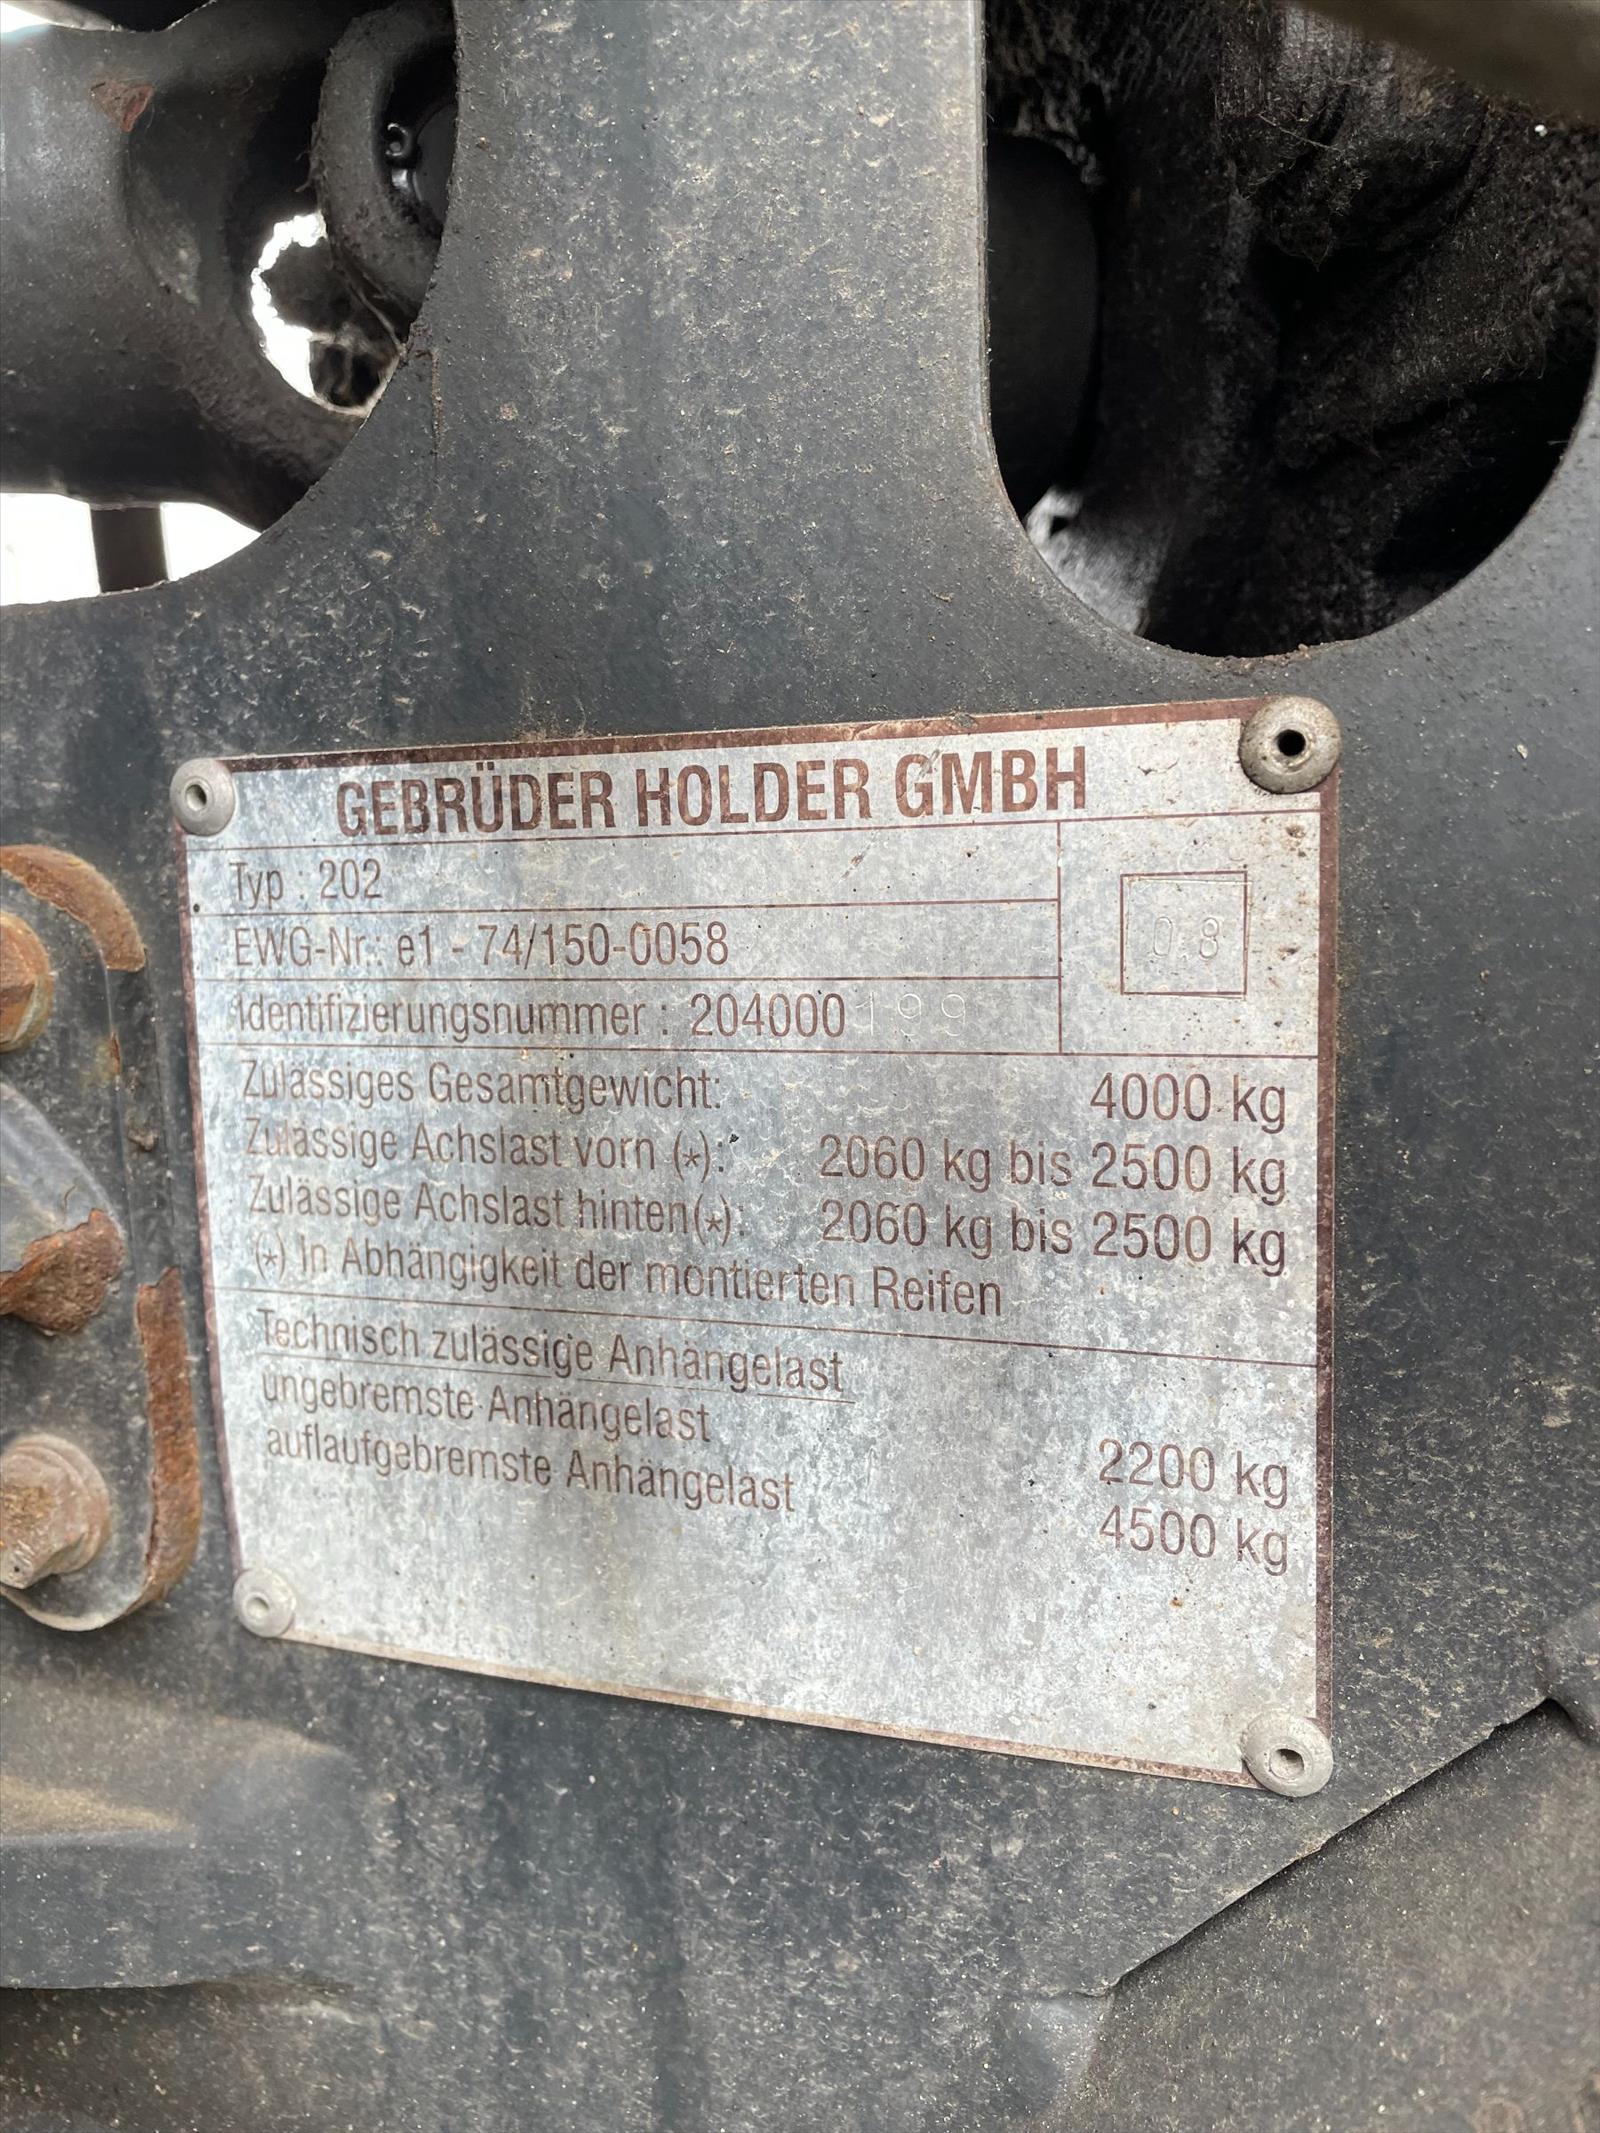 GEBRÜDER HOLDER GMBH
Typ : 202
0.8
EWG-Nr.: e1 - 74/150-0058
Identifizierungsnummer : 204000199
Zulässiges Gesamtgewicht: 4000 kg
Zulässige Achslast vorn (*): 2060 kg bis 2500 kg
Zulässige Achslast hinten(*): 2060 kg bis 2500 kg
(*) In Abhängigkeit der montierten Reifen
Technisch zulässige Anhängelast
ungebremste Anhängelast 2200 kg
auflaufgebremste Anhängelast 4500 kg